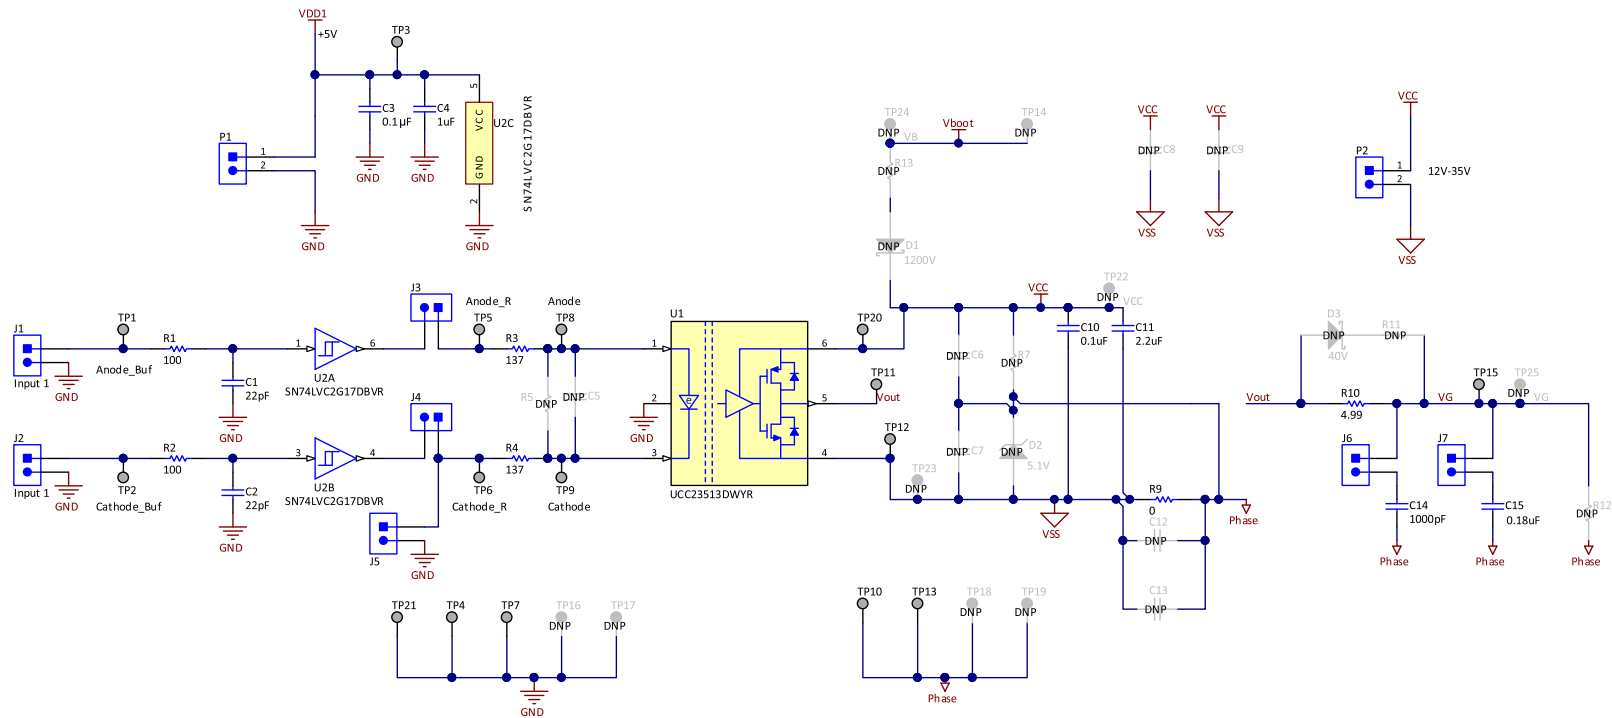 VDD1
+5V
TP3
C3
0.1µF
C4
1uF
5
VCC
GND
2
U2C
SN74LVC2G17DBVR
P1
1
2
GND
GND
GND
GND
TP24
DNP
VB
Vboot
TP14
DNP
R13
DNP
D1
DNP
1200V
VCC
C8
DNP
VSS
VCC
C9
DNP
VSS
VCC
P2
1
2
12V-35V
VSS
J1
Input 1
GND
TP1
Anode_Buf
R1
100
C1
22pF
GND
1
6
U2A
SN74LVC2G17DBVR
J3
Anode_R
TP5
R3
137
Anode
TP8
R5
DNP
C5
DNP
J2
Input 1
GND
TP2
Cathode_Buf
R2
100
C2
22pF
GND
3
4
U2B
SN74LVC2G17DBVR
J4
J5
GND
R4
137
TP6
Cathode_R
TP9
Cathode
U1
1
2
3
GND
e
6
5
4
UCC23513DWYR
TP20
TP11
Vout
TP12
TP23
DNP
C6
DNP
C7
DNP
R7
DNP
D2
DNP
5.1V
VCC
TP22
DNP
VCC
C10
0.1uF
C11
2.2uF
VSS
R9
0
C12
DNP
C13
DNP
Phase
Vout
D3
DNP
40V
R11
DNP
R10
4.99
VG
TP15
TP25
DNP
VG
J6
J7
C14
1000pF
C15
0.18uF
R12
DNP
Phase
Phase
Phase
TP21
TP4
TP7
TP16
DNP
TP17
DNP
GND
TP10
TP13
TP18
DNP
TP19
DNP
Phase